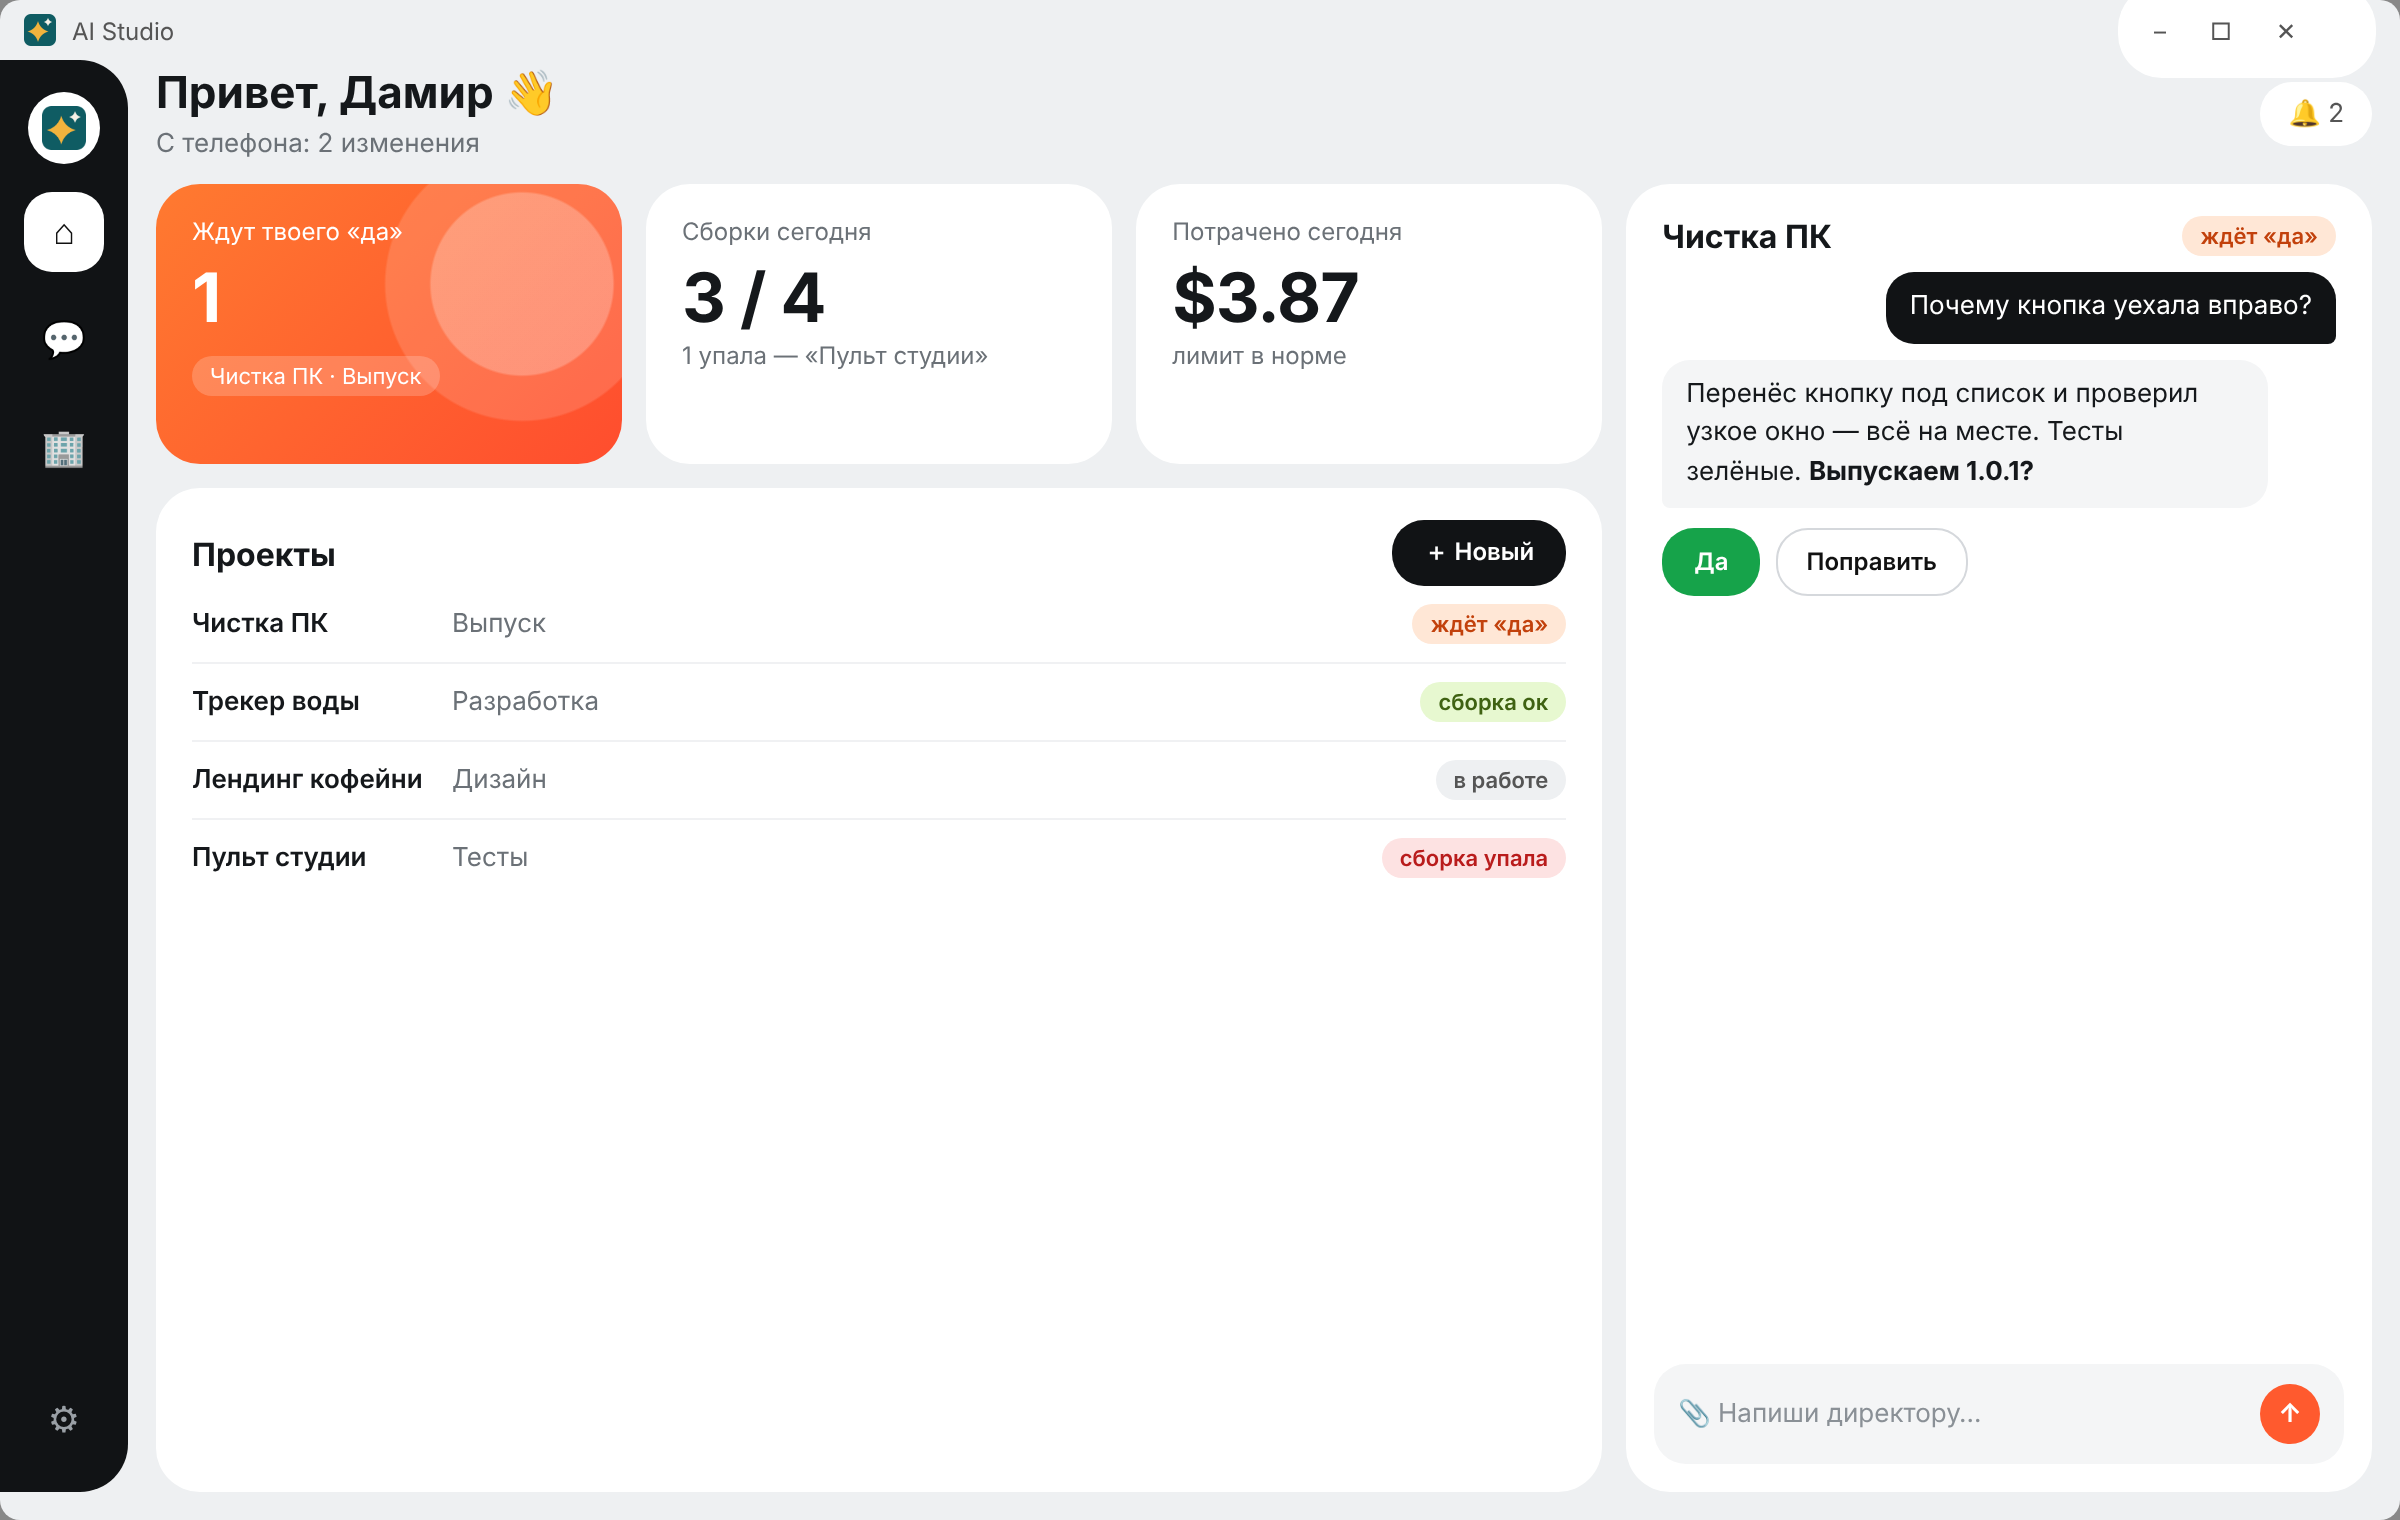 AI Studio
Привет, Дамир 👋
С телефона: 2 изменения
🔔 2
Ждут твоего «да»
1
Чистка ПК · Выпуск
Сборки сегодня
3 / 4
1 упала — «Пульт студии»
Потрачено сегодня
$3.87
лимит в норме
Проекты
+ Новый
Чистка ПК Выпуск ждёт «да»
Трекер воды Разработка сборка ок
Лендинг кофейни Дизайн в работе
Пульт студии Тесты сборка упала
Чистка ПК ждёт «да»
Почему кнопка уехала вправо?
Перенёс кнопку под список и проверил
узкое окно — всё на месте. Тесты
зелёные. Выпускаем 1.0.1?
Да Поправить
📎 Напиши директору...